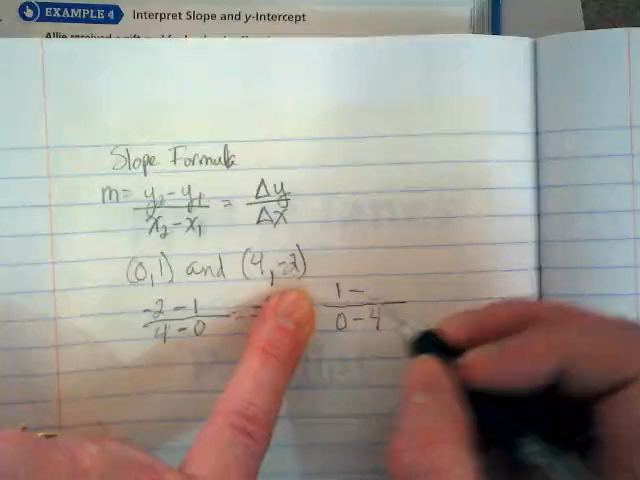 EXAMPLE 4 Interpret Slope and y-Intercept
Slope Formula
m= y₂-y₁ / x₂-x₁ = Δy / Δx
(0,1) and (4,-2)
-2-1 / 4-0 = 1- / 0-4